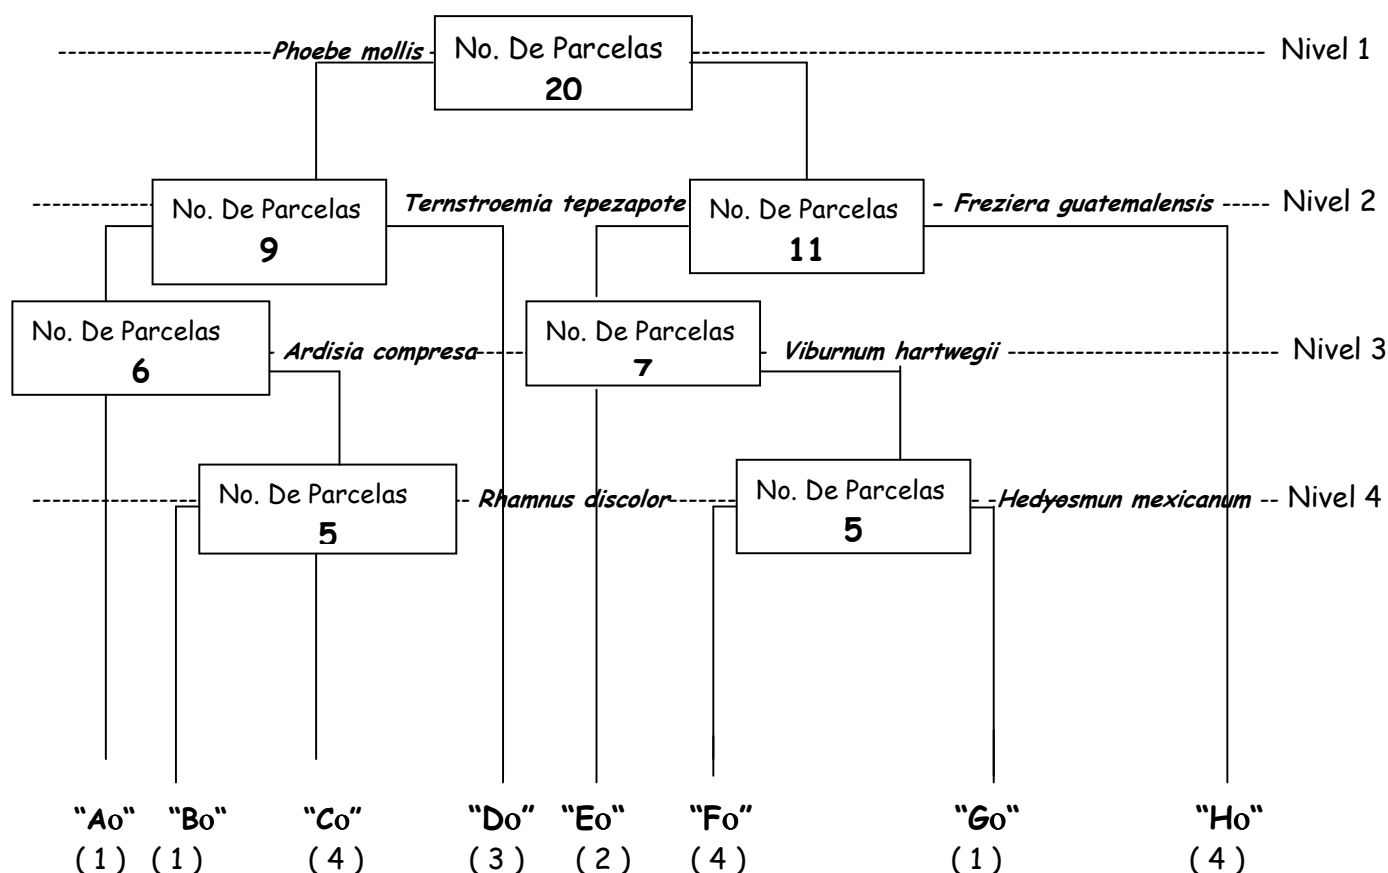 Phoebe mollis
No. De Parcelas
20
Nivel 1
No. De Parcelas
9
Ternstroemia tepezapote
No. De Parcelas
11
- Freziera guatemalensis
Nivel 2
No. De Parcelas
6
Ardisia compresa
No. De Parcelas
7
Viburnum hartwegii
Nivel 3
No. De Parcelas
5
Rhamnus discolor
No. De Parcelas
5
Hedyosmun mexicanum
Nivel 4
“Ao“ “Bo“ “Co” “Do” “Eo“ “Fo” “Go“ “Ho“
( 1 ) ( 1 ) ( 4 ) ( 3 ) ( 2 ) ( 4 ) ( 1 ) ( 4 )